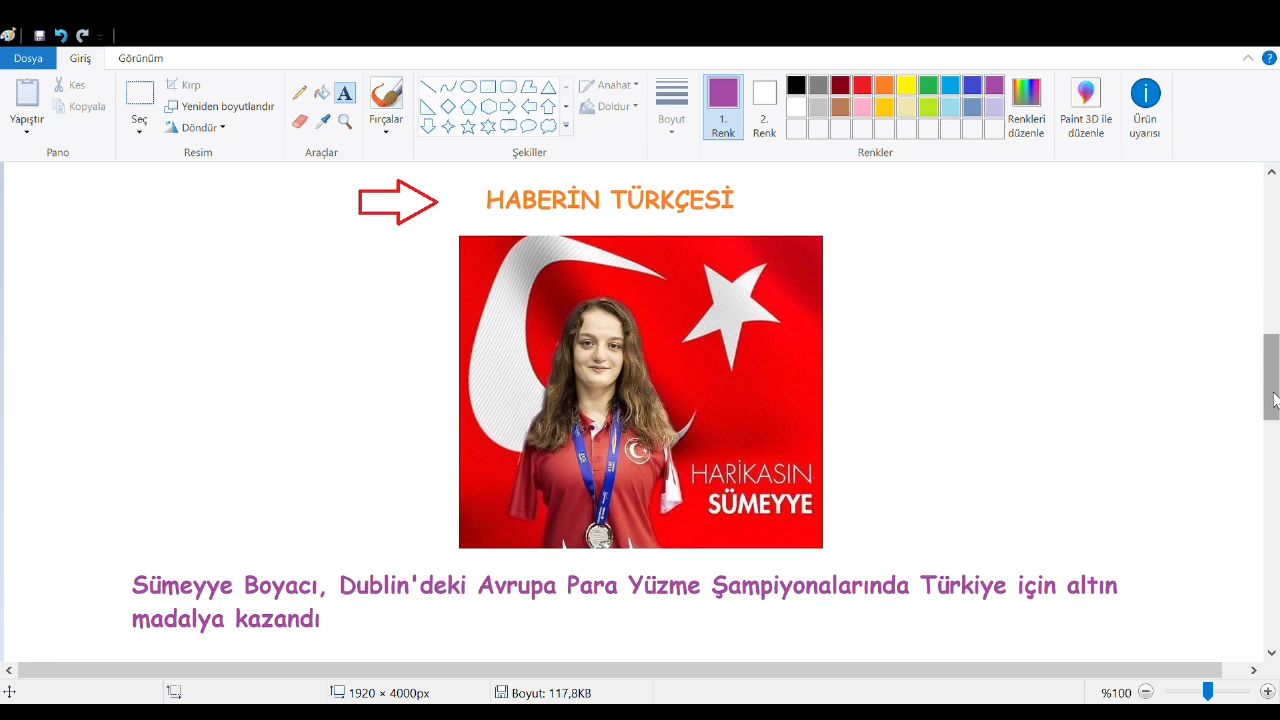 Dosya Giriş Görünüm
Yapıştır
Kes
Kopyala
Pano
Seç
Kırp
Yeniden boyutlandır
Döndür
Resim
Araçlar
Fırçalar
Şekiller
Anahat
Doldur
Boyut
1.
Renk
2.
Renk
Renkler
Renkleri
düzenle
Paint 3D ile
düzenle
Ürün
uyarısı
HABERİN TÜRKÇESİ
HARİKASIN
SÜMEYYE
Sümeyye Boyacı, Dublin'deki Avrupa Para Yüzme Şampiyonalarında Türkiye için altın
madalya kazandı
1920 × 4000px
Boyut: 117,8KB
%100